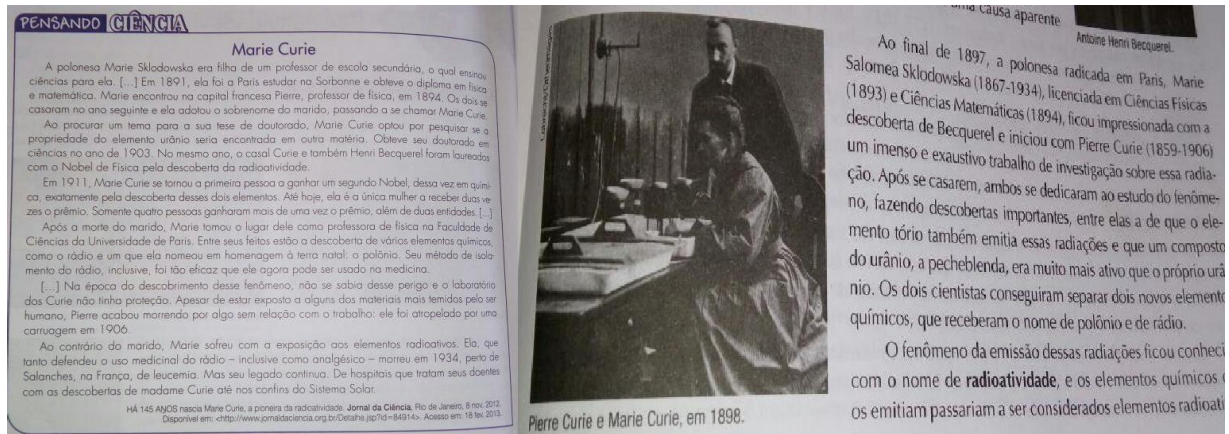 PENSANDO CIÊNCIA
Marie Curie
A polonesa Marie Sklodowska era filha de um professor de escola secundária, o qual ensinou
ciências para ela. [...] Em 1891, ela foi a Paris estudar na Sorbonne e obteve o diploma em física
e matemática. Marie encontrou na capital francesa Pierre, professor de física, em 1894. Os dois se
casaram no ano seguinte e ela adotou o sobrenome do marido, passando a se chamar Marie Curie.
Ao procurar um tema para a sua tese de doutorado, Marie Curie optou por pesquisar se a
propriedade do elemento urânio seria encontrada em outra matéria. Obteve seu doutorado em
ciências no ano de 1903. No mesmo ano, o casal Curie e também Henri Becquerel foram laureados
com o Nobel de Física pela descoberta da radioatividade.
Em 1911, Marie Curie se tornou a primeira pessoa a ganhar um segundo Nobel, dessa vez em quími-
ca, exatamente pela descoberta desses dois elementos. Até hoje, ela é a única mulher a receber duas ve-
zes o prêmio. Somente quatro pessoas ganharam mais de uma vez o prêmio, além de duas entidades. [...]
Após a morte do marido, Marie tomou o lugar dele como professora de física na Faculdade de
Ciências da Universidade de Paris. Entre seus feitos estão a descoberta de vários elementos químicos,
como o rádio e um que ela nomeou em homenagem à terra natal: o polônio. Seu método de isola-
mento do rádio, inclusive, foi tão eficaz que ele agora pode ser usado na medicina.
[...] Na época do descobrimento desse fenômeno, não se sabia desse perigo e o laboratório
dos Curie não tinha proteção. Apesar de estar exposto a alguns dos materiais mais temidos pelo ser
humano, Pierre acabou morrendo por algo sem relação com o trabalho: ele foi atropelado por uma
carruagem em 1906.
Ao contrário do marido, Marie sofreu com a exposição aos elementos radioativos. Ela, que
tanto defendeu o uso medicinal do rádio – inclusive como analgésico – morreu em 1934, perto de
Salanches, na França, de leucemia. Mas seu legado continua. De hospitais que tratam seus doentes
com as descobertas de madame Curie até nos confins do Sistema Solar.
HÁ 145 ANOS nascia Marie Curie, a pioneira da radioatividade. Jornal da Ciência, Rio de Janeiro, 8 nov. 2012.
Disponível em: <http://www.jornaldaciencia.org.br/Detalhe.jsp?id=84914>. Acesso em: 18 fev. 2013.
Pierre Curie e Marie Curie, em 1898.
uma causa aparente
Antoine Henri Becquerel.
Ao final de 1897, a polonesa radicada em Paris, Marie
Salomea Sklodowska (1867-1934), licenciada em Ciências Físicas
(1893) e Ciências Matemáticas (1894), ficou impressionada com a
descoberta de Becquerel e iniciou com Pierre Curie (1859-1906)
um imenso e exaustivo trabalho de investigação sobre essa radia-
ção. Após se casarem, ambos se dedicaram ao estudo do fenôme-
no, fazendo descobertas importantes, entre elas a de que o ele-
mento tório também emitia essas radiações e que um composto
do urânio, a pecheblenda, era muito mais ativo que o próprio urâ
nio. Os dois cientistas conseguiram separar dois novos element
químicos, que receberam o nome de polônio e de rádio.
O fenômeno da emissão dessas radiações ficou conheci
com o nome de radioatividade, e os elementos químicos
os emitiam passariam a ser considerados elementos radioati